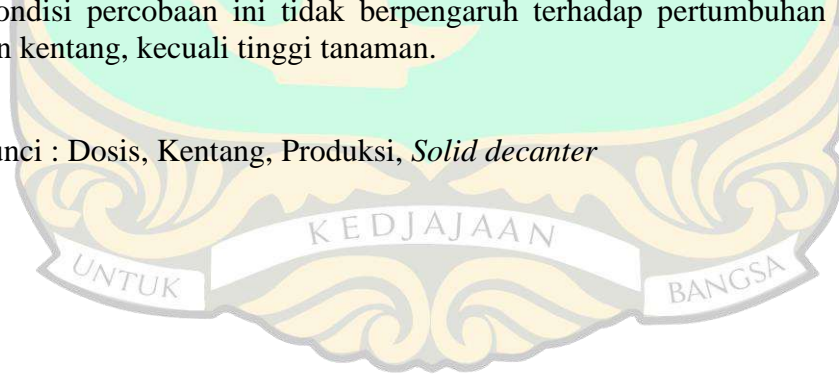 ondisi percobaan ini tidak berpengaruh terhadap pertumbuhan
n kentang, kecuali tinggi tanaman.
unci : Dosis, Kentang, Produksi, Solid decanter
KEDJAJAAN
UNTUK
BANGSA